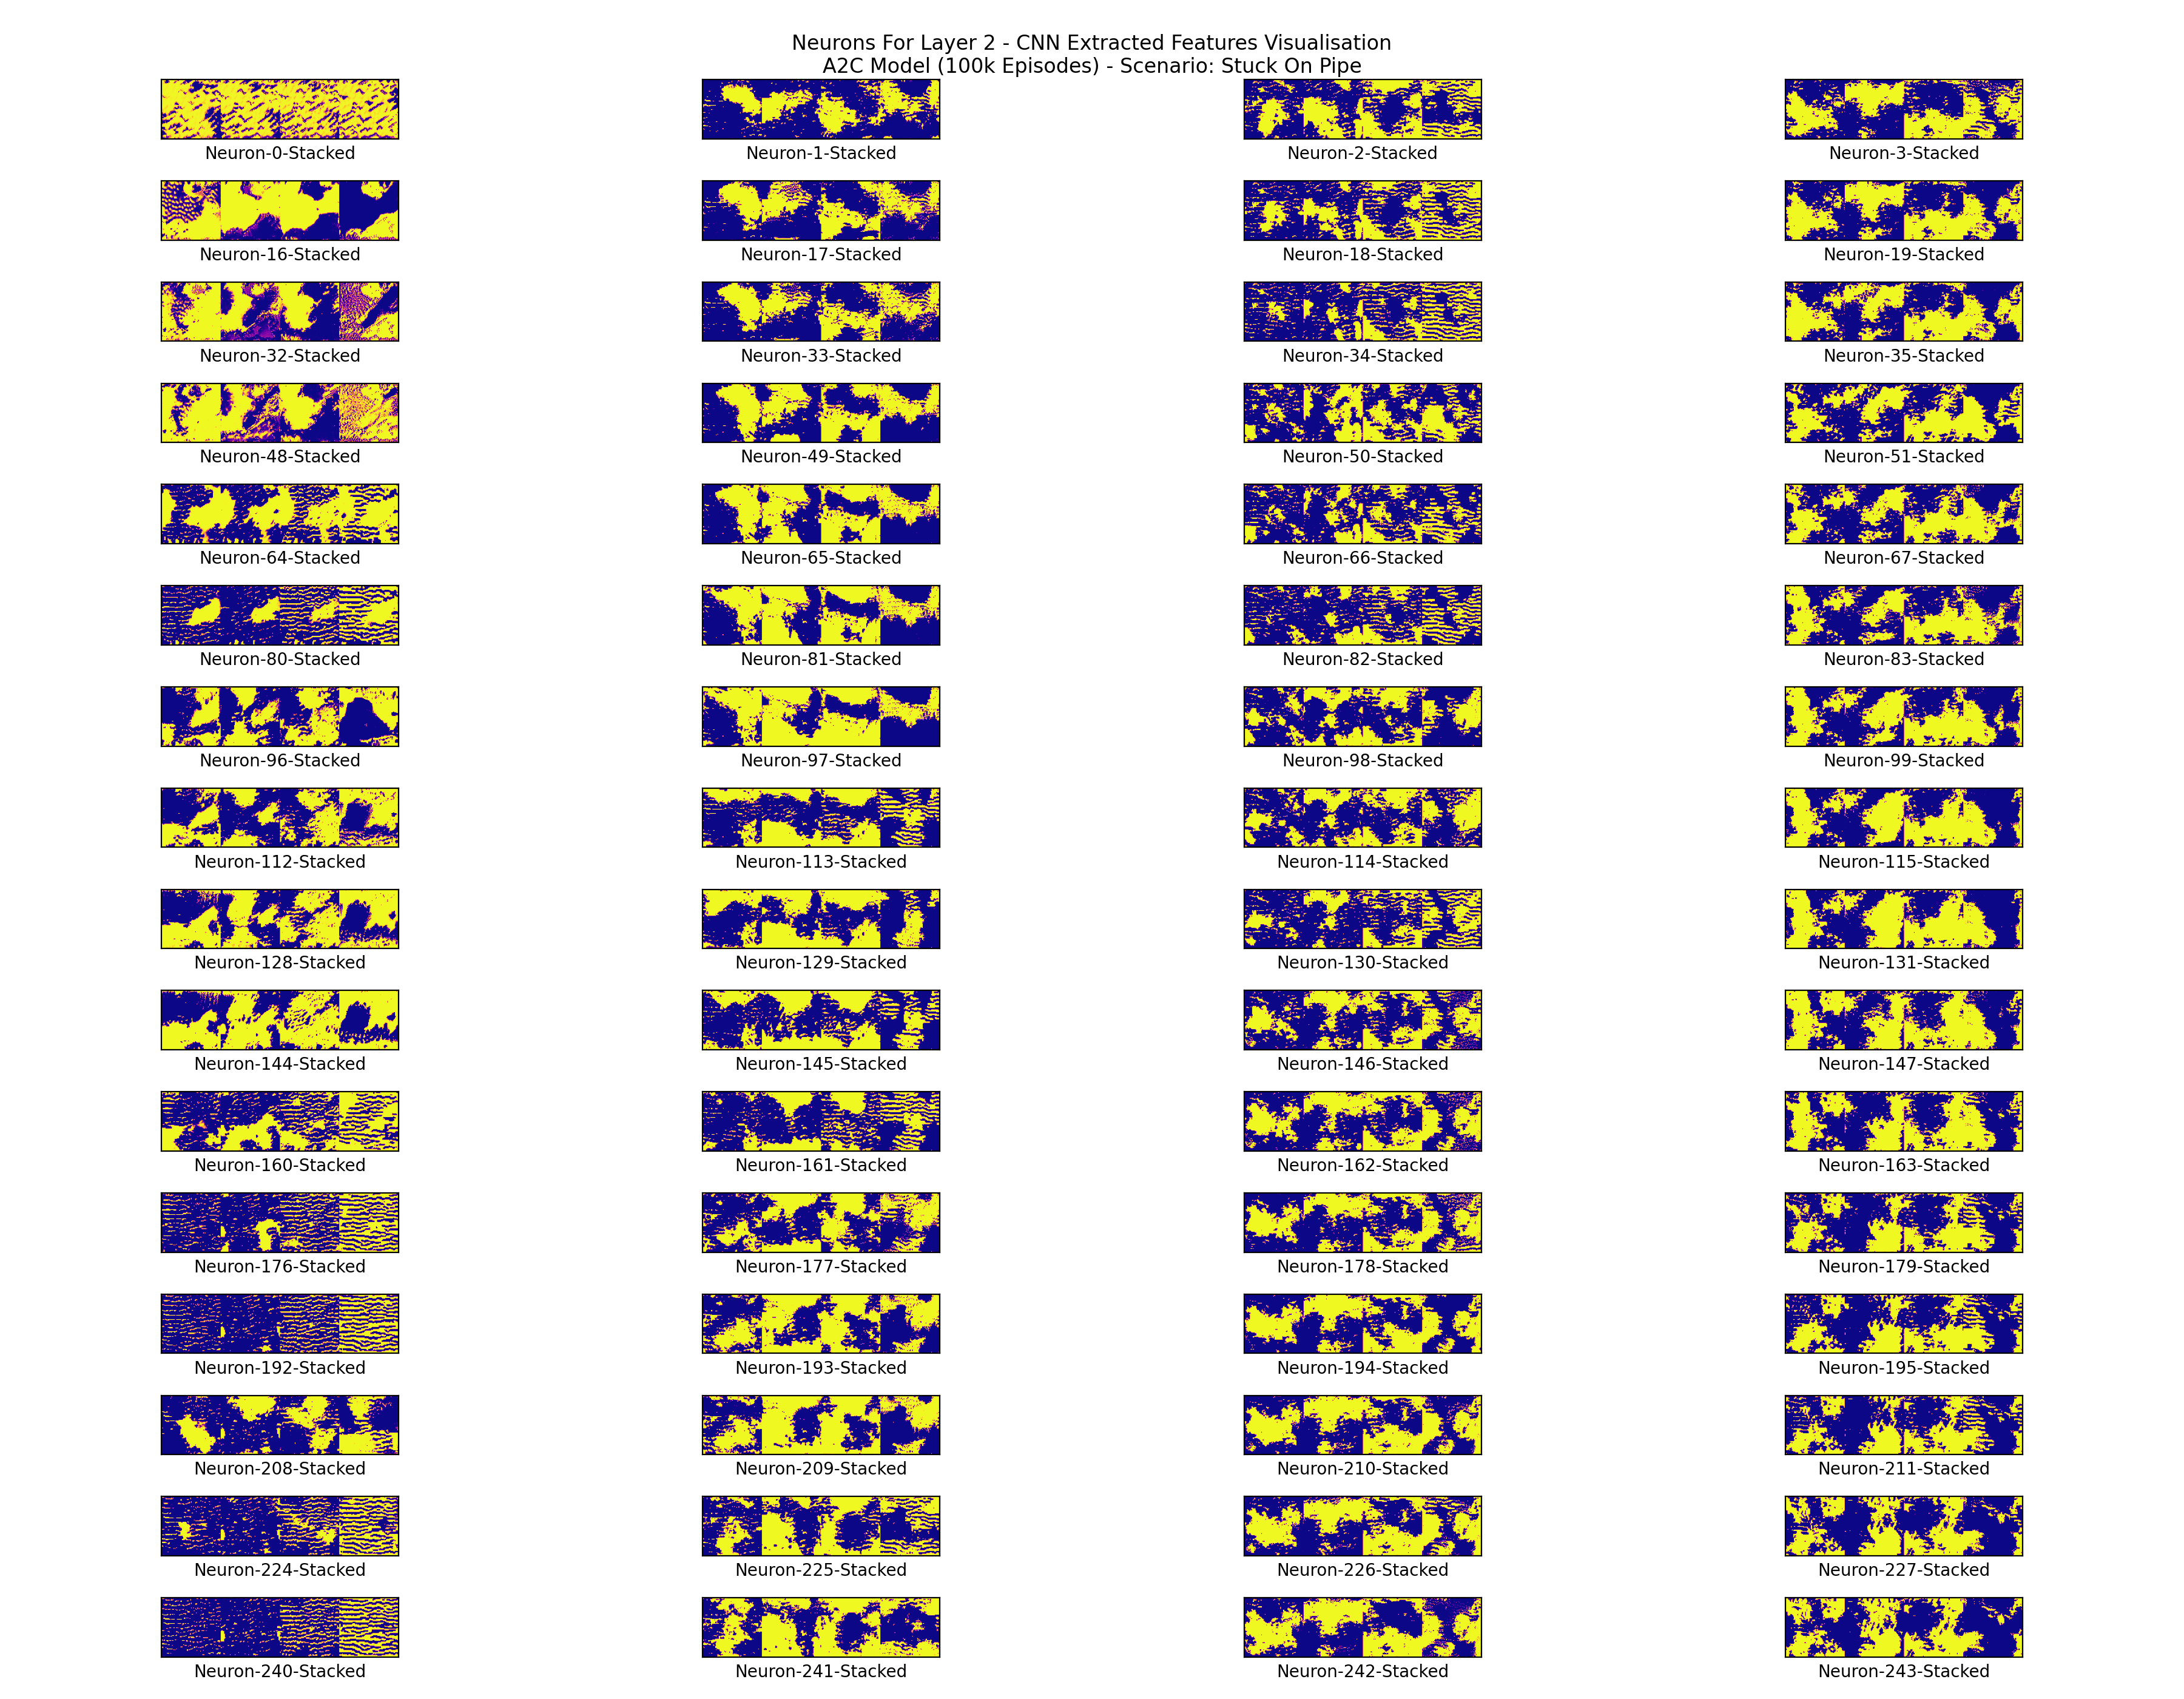 Neurons For Layer 2 - CNN Extracted Features Visualisation
A2C Model (100k Episodes) - Scenario: Stuck On Pipe
Neuron-0-Stacked
Neuron-1-Stacked
Neuron-2-Stacked
Neuron-3-Stacked
Neuron-16-Stacked
Neuron-17-Stacked
Neuron-18-Stacked
Neuron-19-Stacked
Neuron-32-Stacked
Neuron-33-Stacked
Neuron-34-Stacked
Neuron-35-Stacked
Neuron-48-Stacked
Neuron-49-Stacked
Neuron-50-Stacked
Neuron-51-Stacked
Neuron-64-Stacked
Neuron-65-Stacked
Neuron-66-Stacked
Neuron-67-Stacked
Neuron-80-Stacked
Neuron-81-Stacked
Neuron-82-Stacked
Neuron-83-Stacked
Neuron-96-Stacked
Neuron-97-Stacked
Neuron-98-Stacked
Neuron-99-Stacked
Neuron-112-Stacked
Neuron-113-Stacked
Neuron-114-Stacked
Neuron-115-Stacked
Neuron-128-Stacked
Neuron-129-Stacked
Neuron-130-Stacked
Neuron-131-Stacked
Neuron-144-Stacked
Neuron-145-Stacked
Neuron-146-Stacked
Neuron-147-Stacked
Neuron-160-Stacked
Neuron-161-Stacked
Neuron-162-Stacked
Neuron-163-Stacked
Neuron-176-Stacked
Neuron-177-Stacked
Neuron-178-Stacked
Neuron-179-Stacked
Neuron-192-Stacked
Neuron-193-Stacked
Neuron-194-Stacked
Neuron-195-Stacked
Neuron-208-Stacked
Neuron-209-Stacked
Neuron-210-Stacked
Neuron-211-Stacked
Neuron-224-Stacked
Neuron-225-Stacked
Neuron-226-Stacked
Neuron-227-Stacked
Neuron-240-Stacked
Neuron-241-Stacked
Neuron-242-Stacked
Neuron-243-Stacked